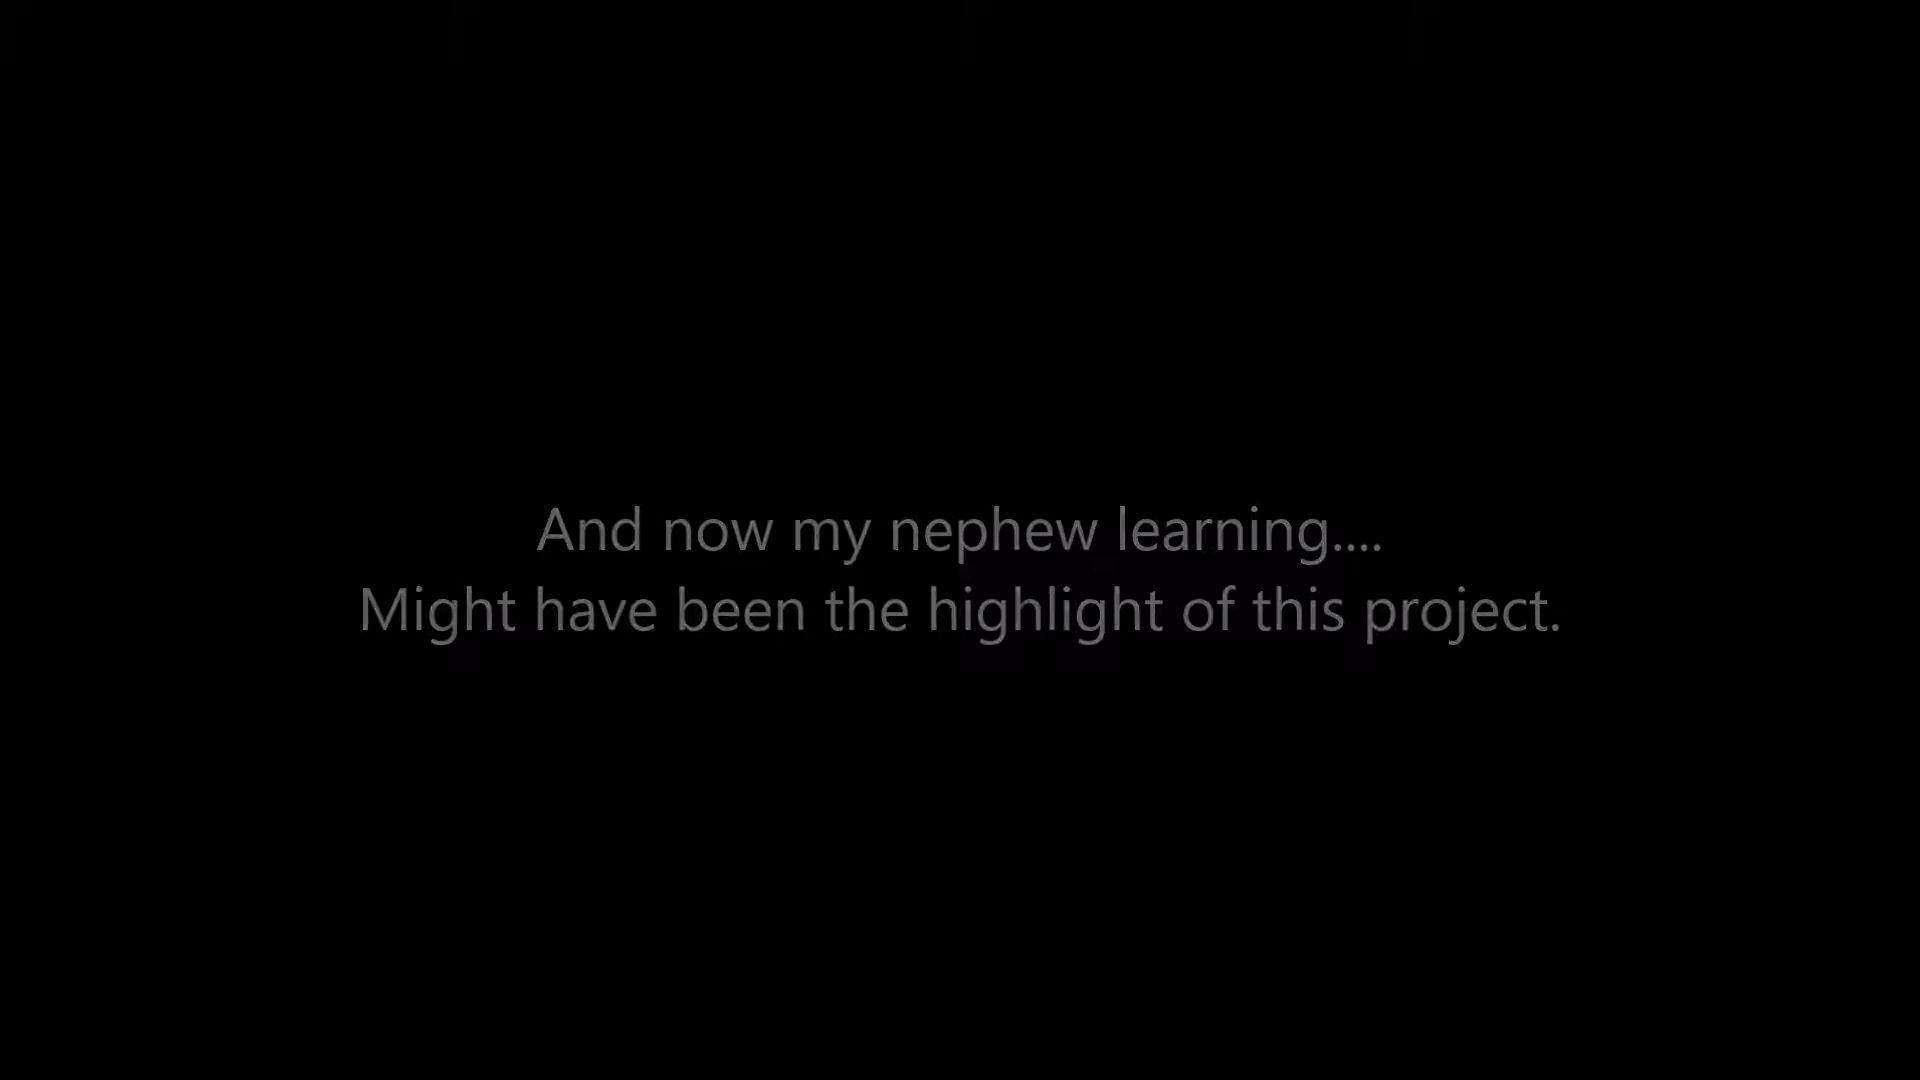 And now my nephew learning....
Might have been the highlight of this project.